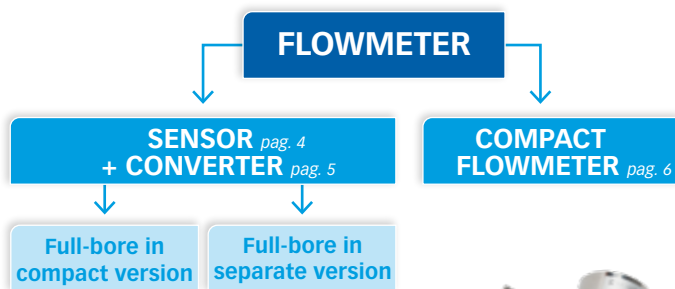 FLOWMETER
SENSOR pag. 4
+ CONVERTER pag. 5
COMPACT
FLOWMETER pag. 6
Full-bore in
compact version
Full-bore in
separate version